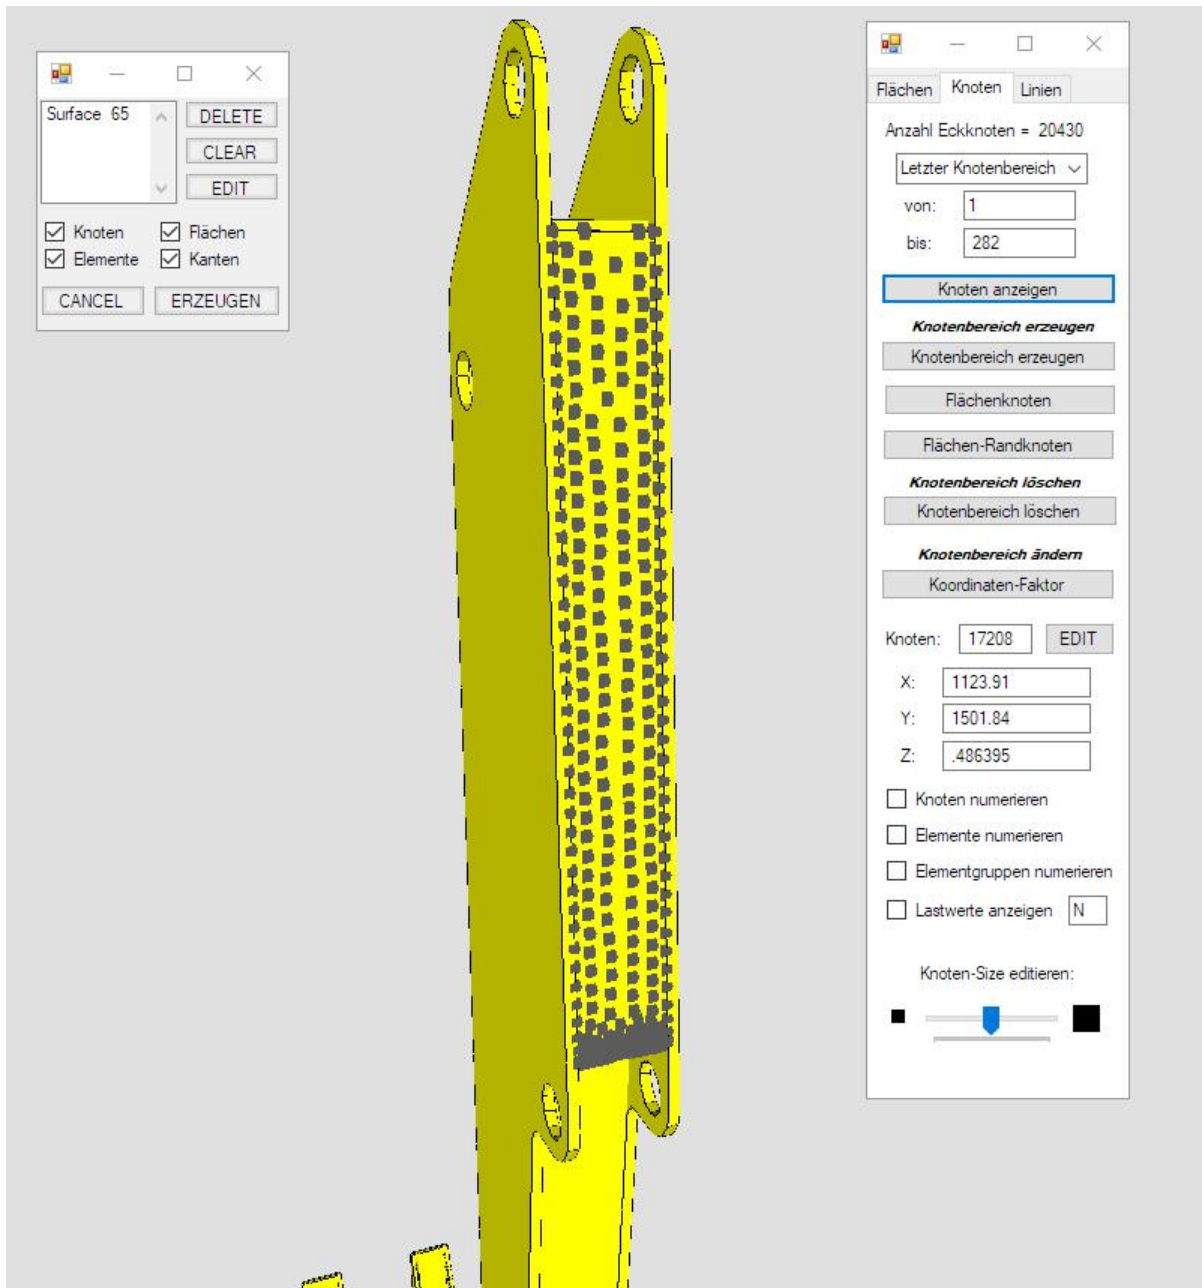 Surface 65
DELETE
CLEAR
EDIT
Knoten
Flächen
Elemente
Kanten
CANCEL
ERZEUGEN
Flächen Knoten Linien
Anzahl Eckknoten = 20430
Letzter Knotenbereich
von: 1
bis: 282
Knoten anzeigen
Knotenbereich erzeugen
Knotenbereich erzeugen
Flächenknoten
Flächen-Randknoten
Knotenbereich löschen
Knotenbereich löschen
Knotenbereich ändern
Koordinaten-Faktor
Knoten: 17208 EDIT
X: 1123.91
Y: 1501.84
Z: .486395
Knoten numerieren
Elemente numerieren
Elementgruppen numerieren
Lastwerte anzeigen N
Knoten-Size editieren: